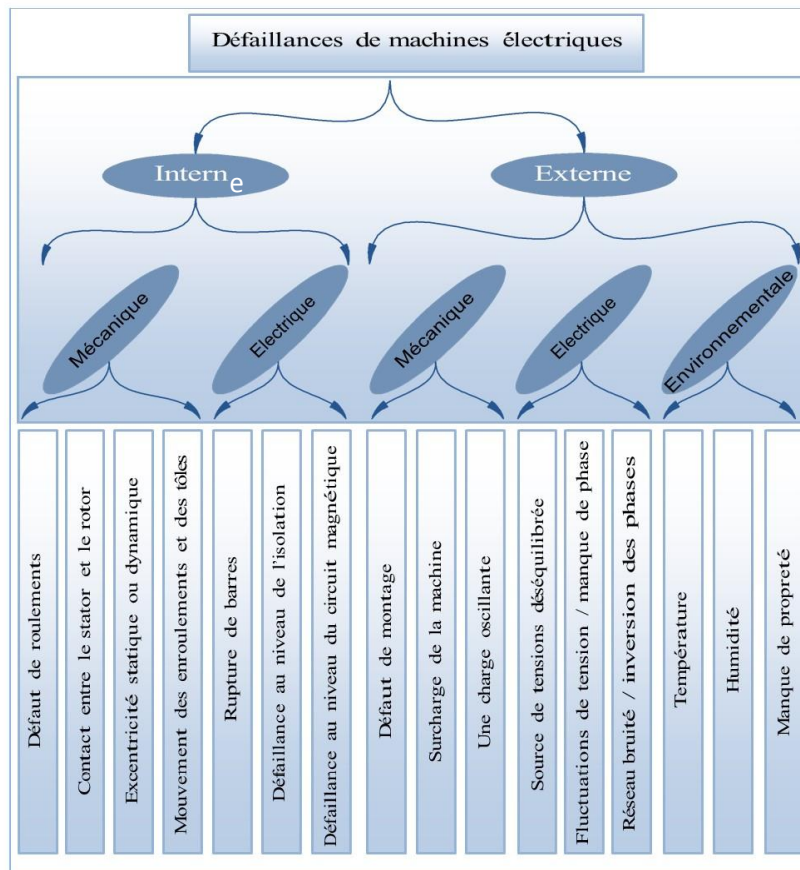 Défaillances de machines électriques
Interne
Externe
Mécanique
Electrique
Mécanique
Electrique
Environnementale
Défaut de roulements
Contact entre le stator et le rotor
Excentricité statique ou dynamique
Mouvement des enroulements et des tôles
Rupture de barres
Défaillance au niveau de l'isolation
Défaillance au niveau du circuit magnétique
Défaut de montage
Surcharge de la machine
Une charge oscillante
Source de tensions déséquilibrée
Fluctuations de tension / manque de phase
Réseau bruité / inversion des phases
Température
Humidité
Manque de propreté